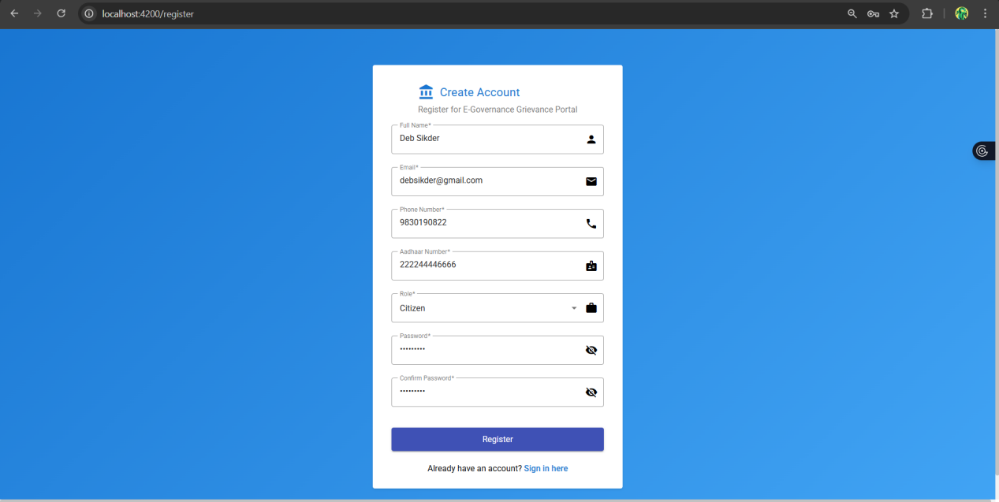 localhost:4200/register
Create Account
Register for E-Governance Grievance Portal
Full Name*
Deb Sikder
Email*
debsikder@gmail.com
Phone Number*
9830190822
Aadhaar Number*
222244446666
Role*
Citizen
Password*
•••••••••
Confirm Password*
•••••••••
Register
Already have an account? Sign in here